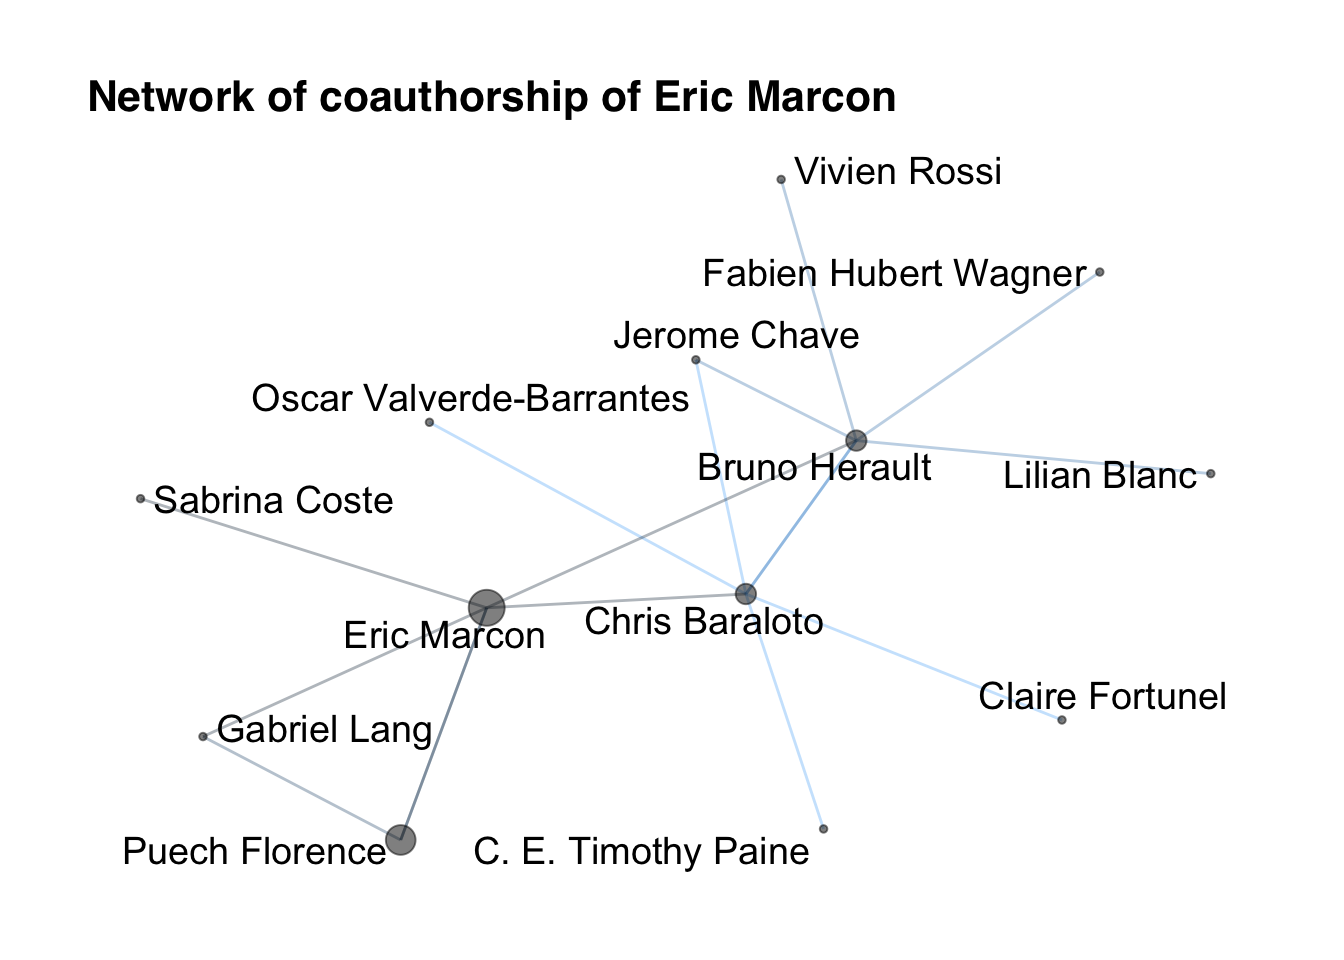 Network of coauthorship of Eric Marcon
Vivien Rossi
Fabien Hubert Wagner
Jerome Chave
Oscar Valverde-Barrantes
Bruno Herault
Lilian Blanc
Sabrina Coste
Chris Baraloto
Eric Marcon
Claire Fortunel
Gabriel Lang
Puech Florence
C. E. Timothy Paine